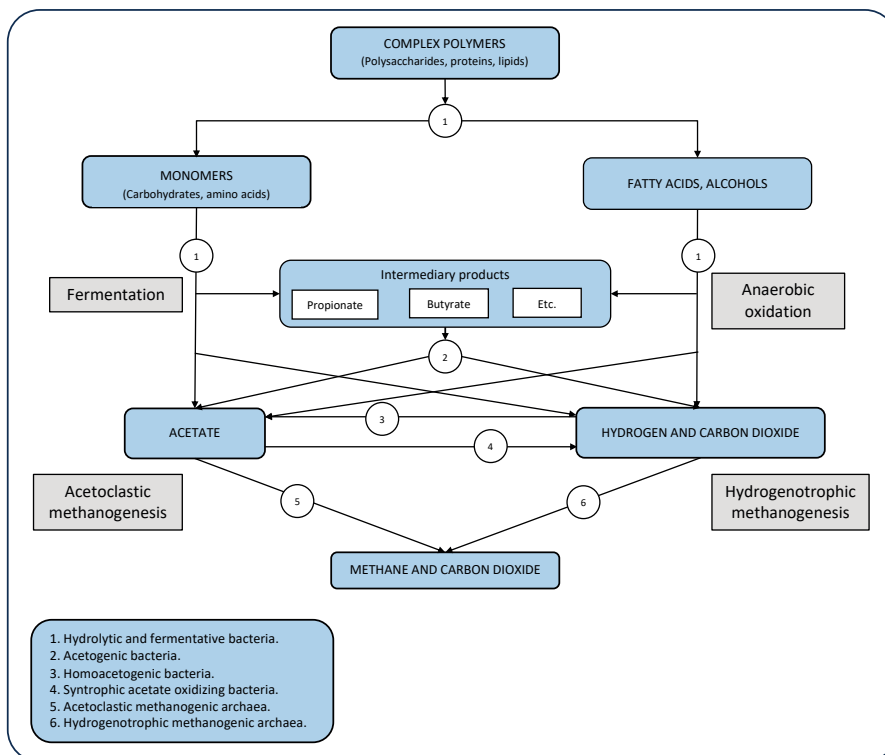 COMPLEX POLYMERS
(Polysaccharides, proteins, lipids)
1
MONOMERS
(Carbohydrates, amino acids)
FATTY ACIDS, ALCOHOLS
1
1
Fermentation
Intermediary products
Propionate
Butyrate
Etc.
Anaerobic
oxidation
2
ACETATE
3
HYDROGEN AND CARBON DIOXIDE
4
Acetoclastic
methanogenesis
5
6
Hydrogenotrophic
methanogenesis
METHANE AND CARBON DIOXIDE
1. Hydrolytic and fermentative bacteria.
2. Acetogenic bacteria.
3. Homoacetogenic bacteria.
4. Syntrophic acetate oxidizing bacteria.
5. Acetoclastic methanogenic archaea.
6. Hydrogenotrophic methanogenic archaea.